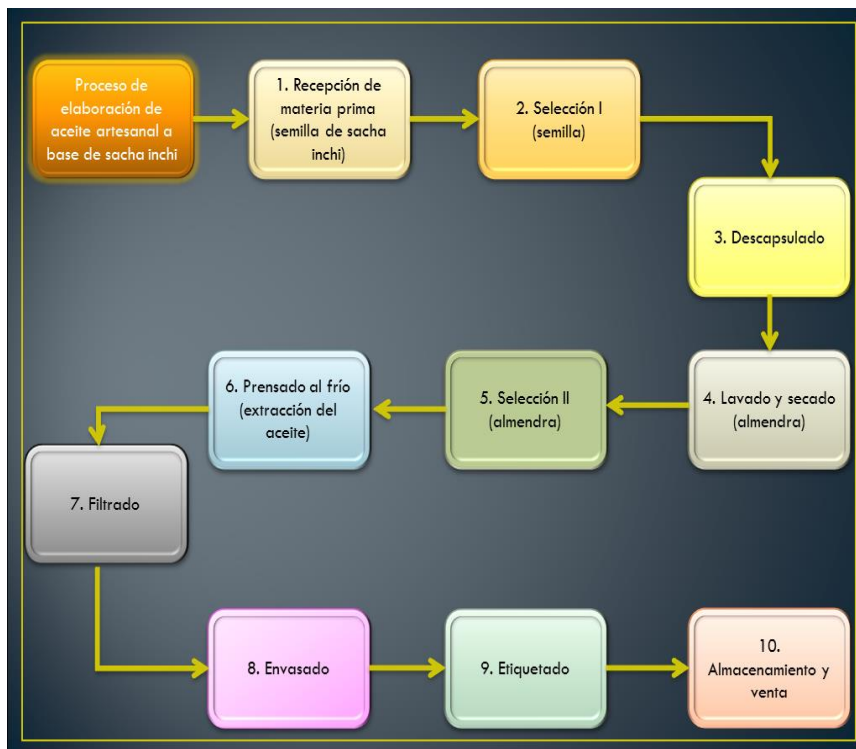 Proceso de
elaboración de
aceite artesanal a
base de sacha inchi
1. Recepción de
materia prima
(semilla de sacha
inchi)
2. Selección I
(semilla)
3. Descapsulado
4. Lavado y secado
(almendra)
5. Selección II
(almendra)
6. Prensado al frío
(extracción del
aceite)
7. Filtrado
8. Envasado
9. Etiquetado
10.
Almacenamiento y
venta